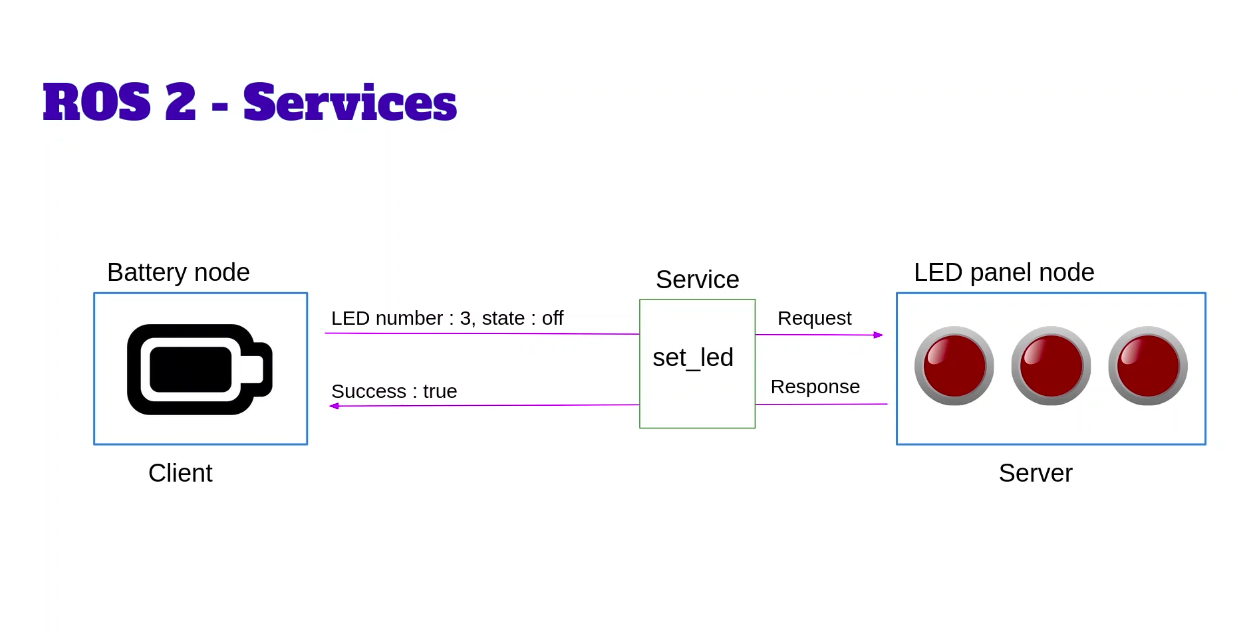 ROS 2 - Services
Battery node
Service
LED panel node
LED number : 3, state : off
Request
set_led
Success : true
Response
Client
Server